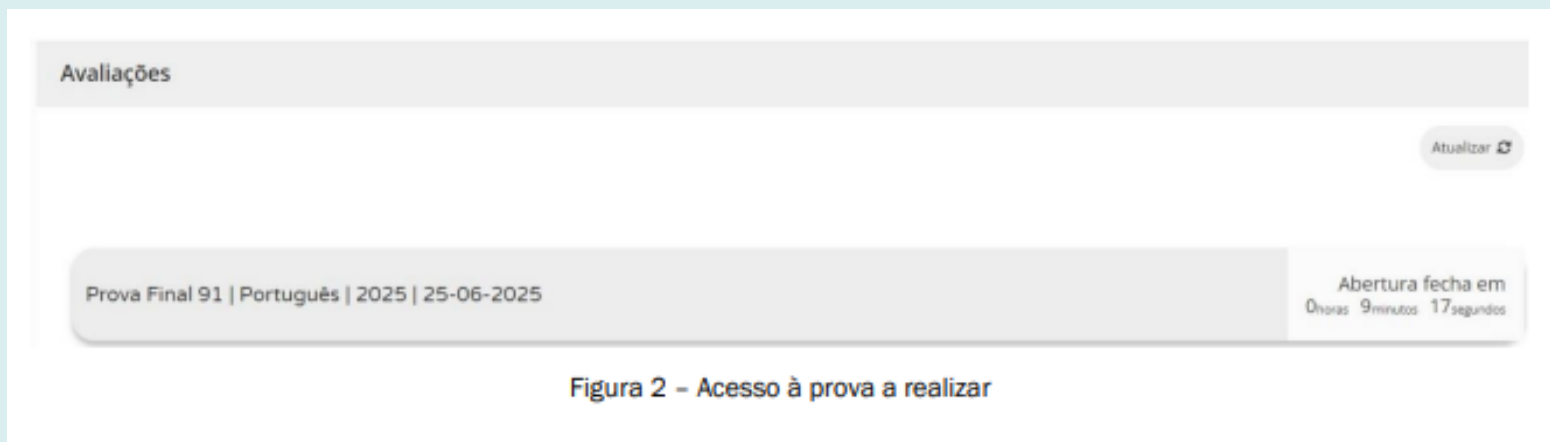 Avaliações
Atualizar
Prova Final 91 | Português | 2025 | 25-06-2025
Abertura fecha em
0horas 9minutos 17segundos
Figura 2 – Acesso à prova a realizar